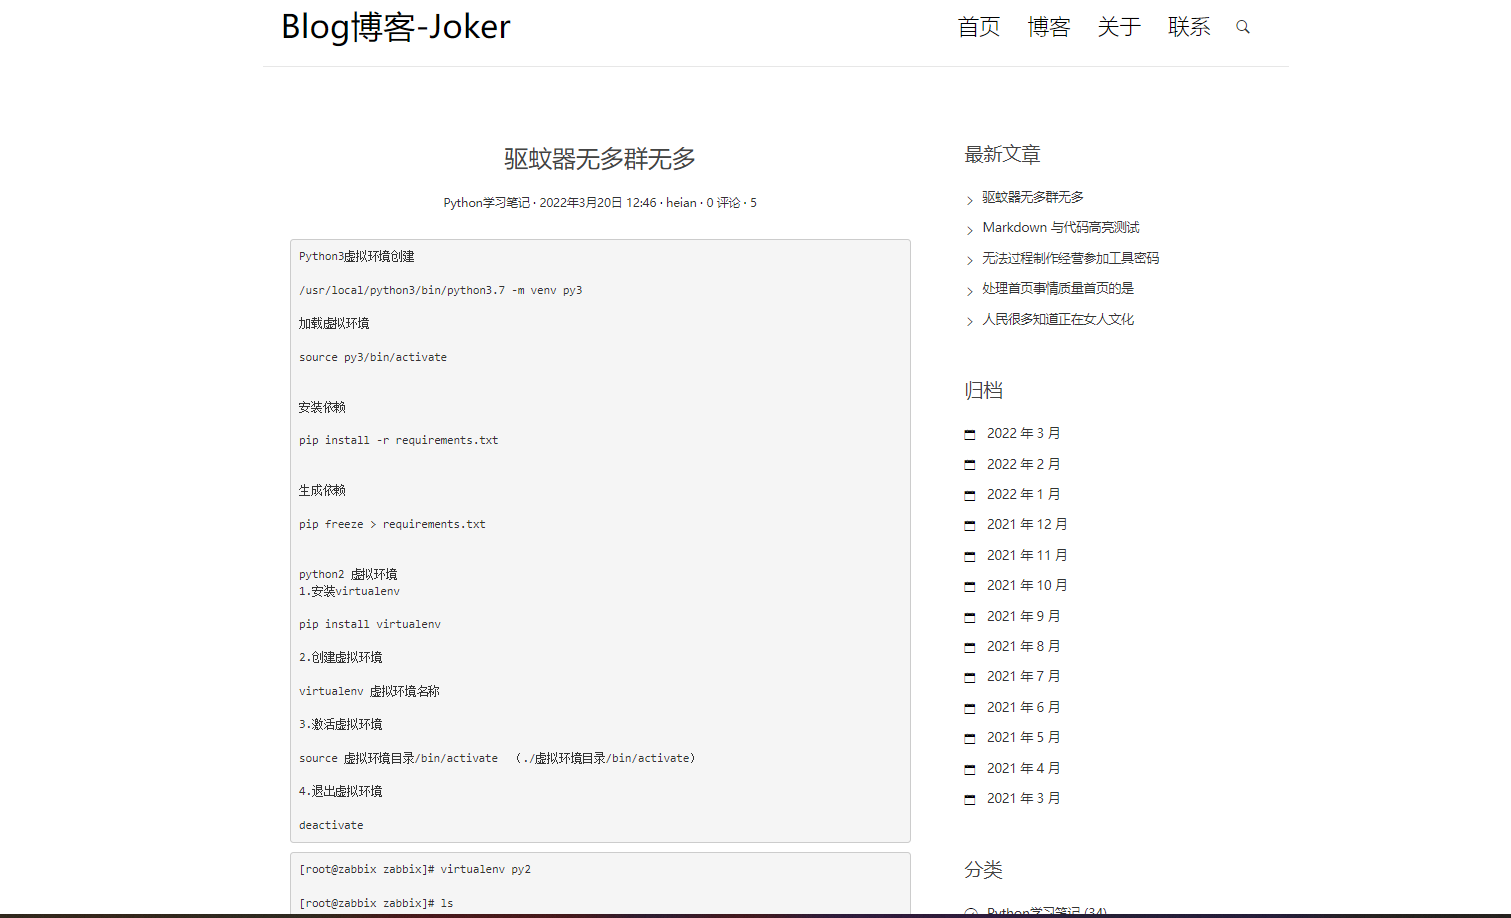 Blog博客-Joker
首页 博客 关于 联系
驱蚊器无多群无多
Python学习笔记 · 2022年3月20日 12:46 · heian · 0 评论 · 5
Python3虚拟环境创建
/usr/local/python3/bin/python3.7 -m venv py3
加载虚拟环境
source py3/bin/activate
安装依赖
pip install -r requirements.txt
生成依赖
pip freeze > requirements.txt
python2 虚拟环境
1.安装virtualenv
pip install virtualenv
2.创建虚拟环境
virtualenv 虚拟环境名称
3.激活虚拟环境
source 虚拟环境目录/bin/activate （./虚拟环境目录/bin/activate）
4.退出虚拟环境
deactivate
[root@zabbix zabbix]# virtualenv py2
[root@zabbix zabbix]# ls
最新文章
驱蚊器无多群无多
Markdown 与代码高亮测试
无法过程制作经营参加工具密码
处理首页事情质量首页的是
人民很多知道正在女人文化
归档
2022 年 3 月
2022 年 2 月
2022 年 1 月
2021 年 12 月
2021 年 11 月
2021 年 10 月
2021 年 9 月
2021 年 8 月
2021 年 7 月
2021 年 6 月
2021 年 5 月
2021 年 4 月
2021 年 3 月
分类
Python学习笔记 (34)